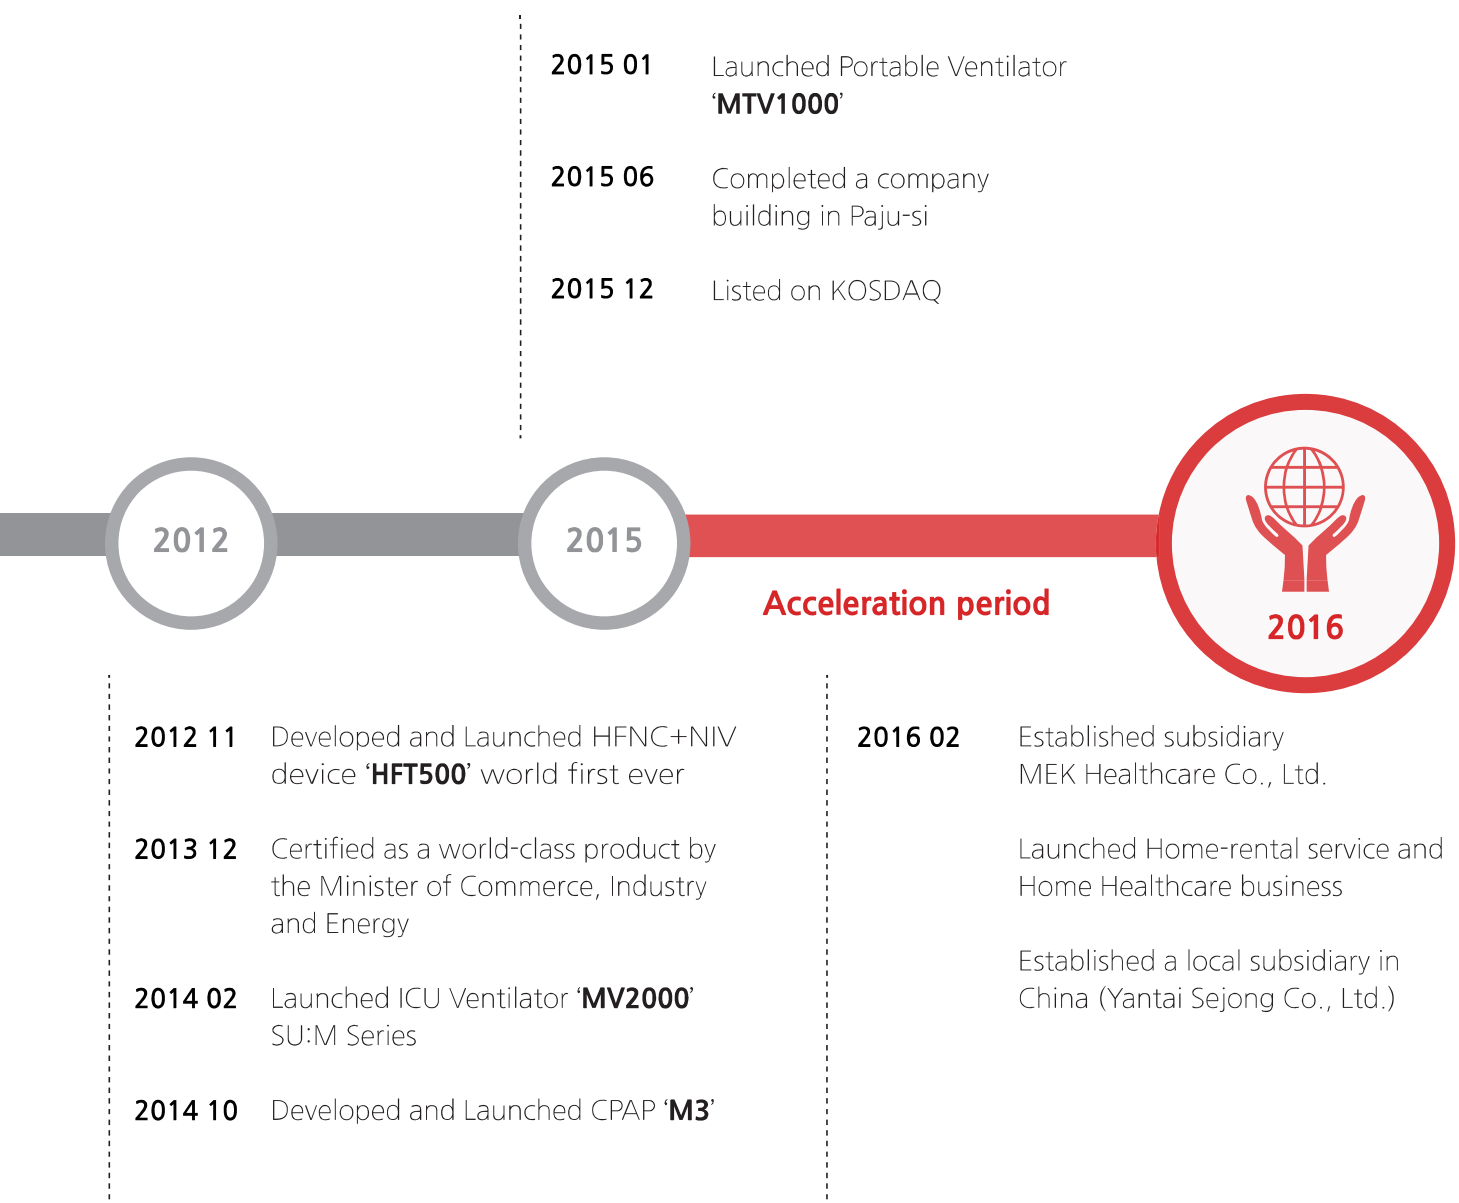 2015 01 Launched Portable Ventilator
‘MTV1000’
2015 06 Completed a company
building in Paju-si
2015 12 Listed on KOSDAQ
2012
2015
Acceleration period
2016
2012 11 Developed and Launched HFNC+NIV
device ‘HFT500’ world first ever
2013 12 Certified as a world-class product by
the Minister of Commerce, Industry
and Energy
2014 02 Launched ICU Ventilator ‘MV2000’
SU:M Series
2014 10 Developed and Launched CPAP ‘M3’
2016 02 Established subsidiary
MEK Healthcare Co., Ltd.
Launched Home-rental service and
Home Healthcare business
Established a local subsidiary in
China (Yantai Sejong Co., Ltd.)